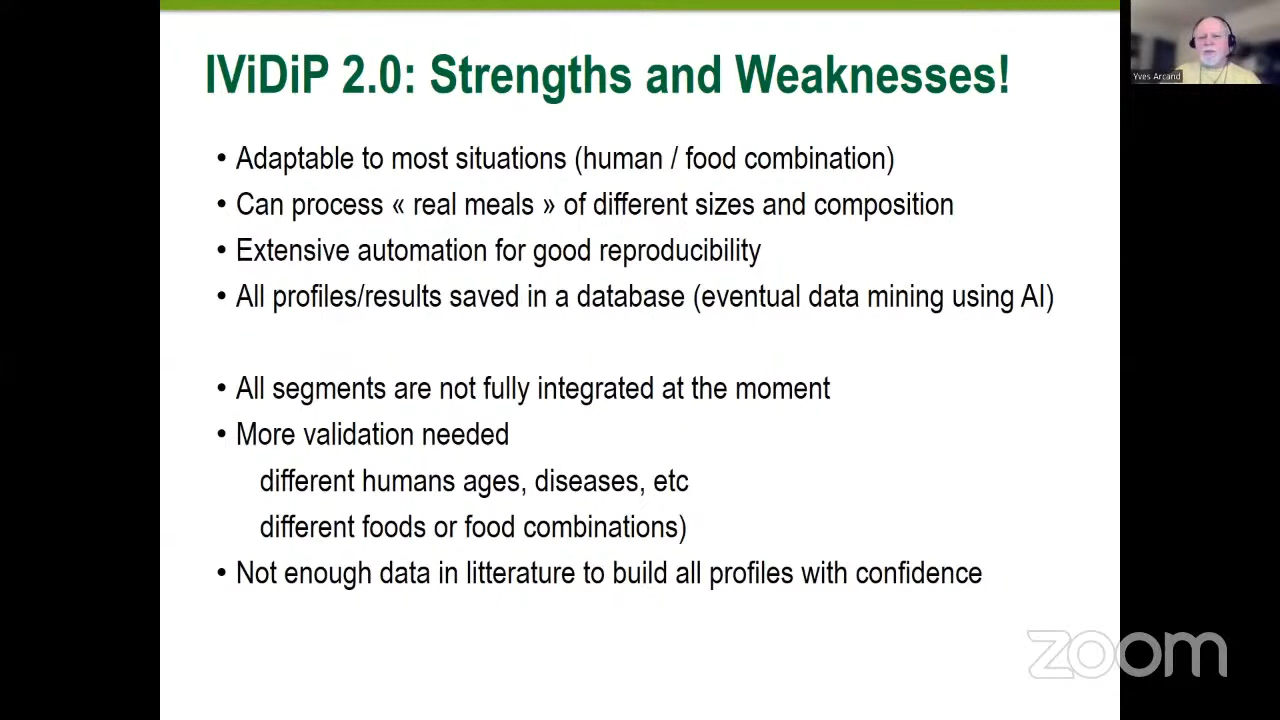 IViDiP 2.0: Strengths and Weaknesses!
Yves Arcand
• Adaptable to most situations (human / food combination)
• Can process « real meals » of different sizes and composition
• Extensive automation for good reproducibility
• All profiles/results saved in a database (eventual data mining using AI)
• All segments are not fully integrated at the moment
• More validation needed
different humans ages, diseases, etc
different foods or food combinations)
• Not enough data in litterature to build all profiles with confidence
zoom